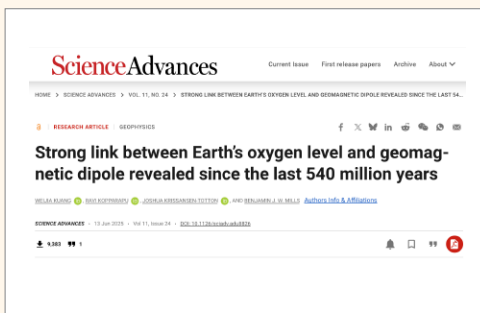 ScienceAdvances
Current Issue First release papers Archive About
HOME > SCIENCE ADVANCES > VOL. 11, NO. 24 > STRONG LINK BETWEEN EARTH'S OXYGEN LEVEL AND GEOMAGNETIC DIPOLE REVEALED SINCE THE LAST 54...
RESEARCH ARTICLE | GEOPHYSICS
Strong link between Earth's oxygen level and geomag-
netic dipole revealed since the last 540 million years
WEIJIA KUANG, RAVI KOPPARAPU, JOSHUA KRISSANSEN-TOTTON, AND BENJAMIN J. W. MILLS Authors Info & Affiliations
SCIENCE ADVANCES · 13 Jun 2025 · Vol 11, Issue 24 · DOI: 10.1126/sciadv.adu8826
9,383 1